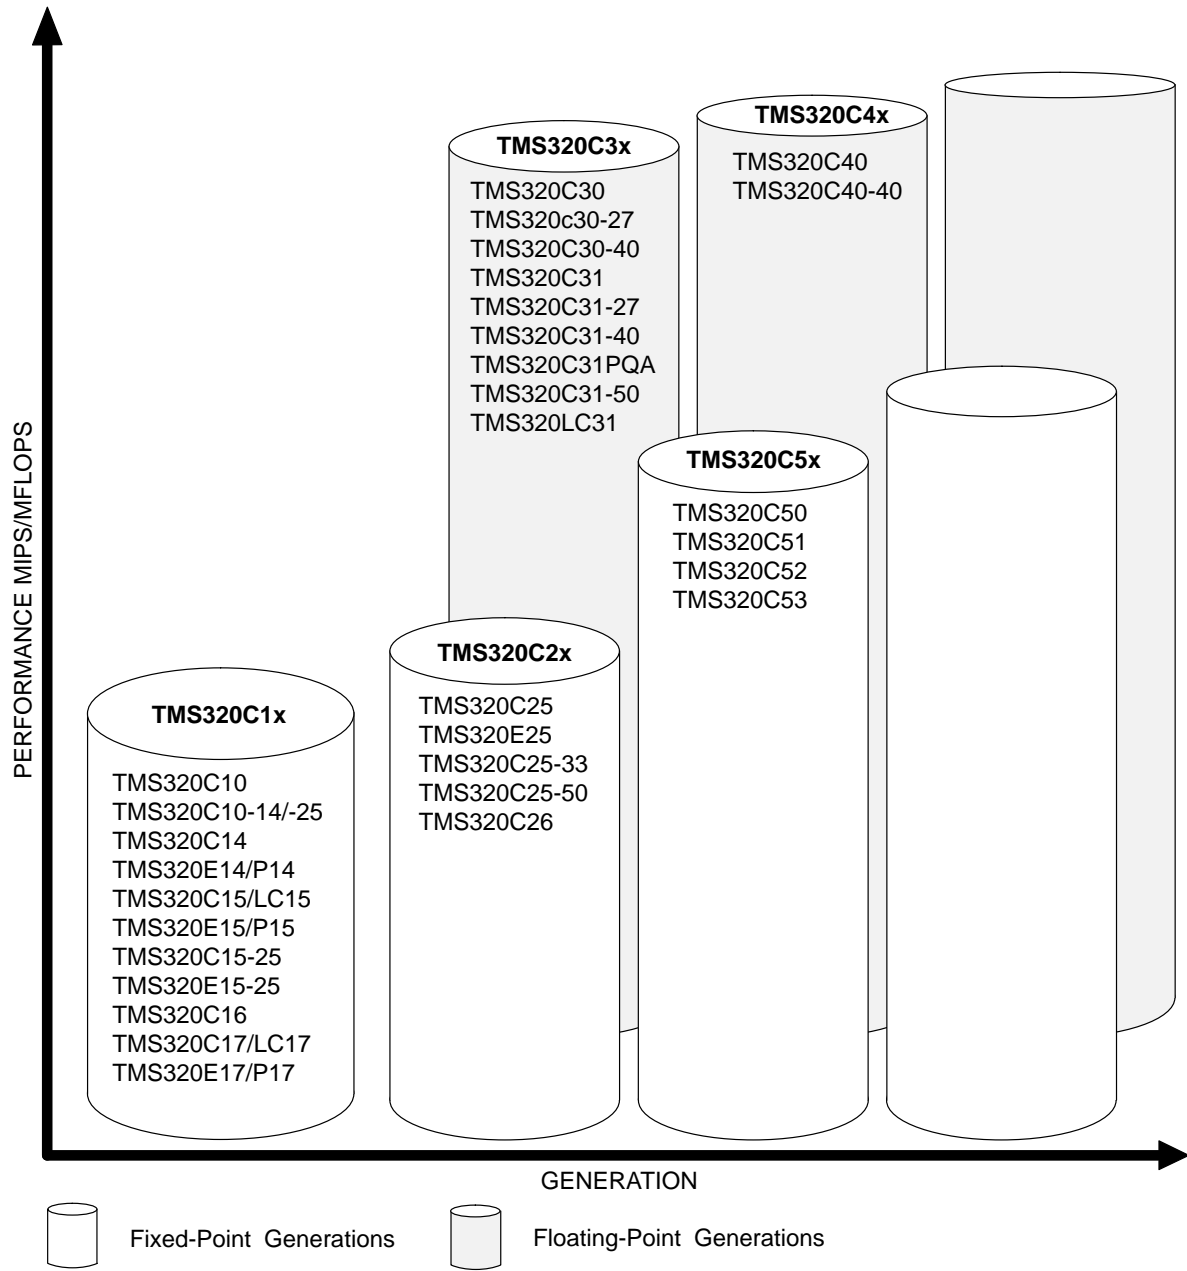 PERFORMANCE MIPS/MFLOPS
TMS320C1x
TMS320C10
TMS320C10-14/-25
TMS320C14
TMS320E14/P14
TMS320C15/LC15
TMS320E15/P15
TMS320C15-25
TMS320E15-25
TMS320C16
TMS320C17/LC17
TMS320E17/P17
TMS320C2x
TMS320C25
TMS320E25
TMS320C25-33
TMS320C25-50
TMS320C26
TMS320C3x
TMS320C30
TMS320c30-27
TMS320C30-40
TMS320C31
TMS320C31-27
TMS320C31-40
TMS320C31PQA
TMS320C31-50
TMS320LC31
TMS320C4x
TMS320C40
TMS320C40-40
TMS320C5x
TMS320C50
TMS320C51
TMS320C52
TMS320C53
GENERATION
Fixed-Point Generations
Floating-Point Generations